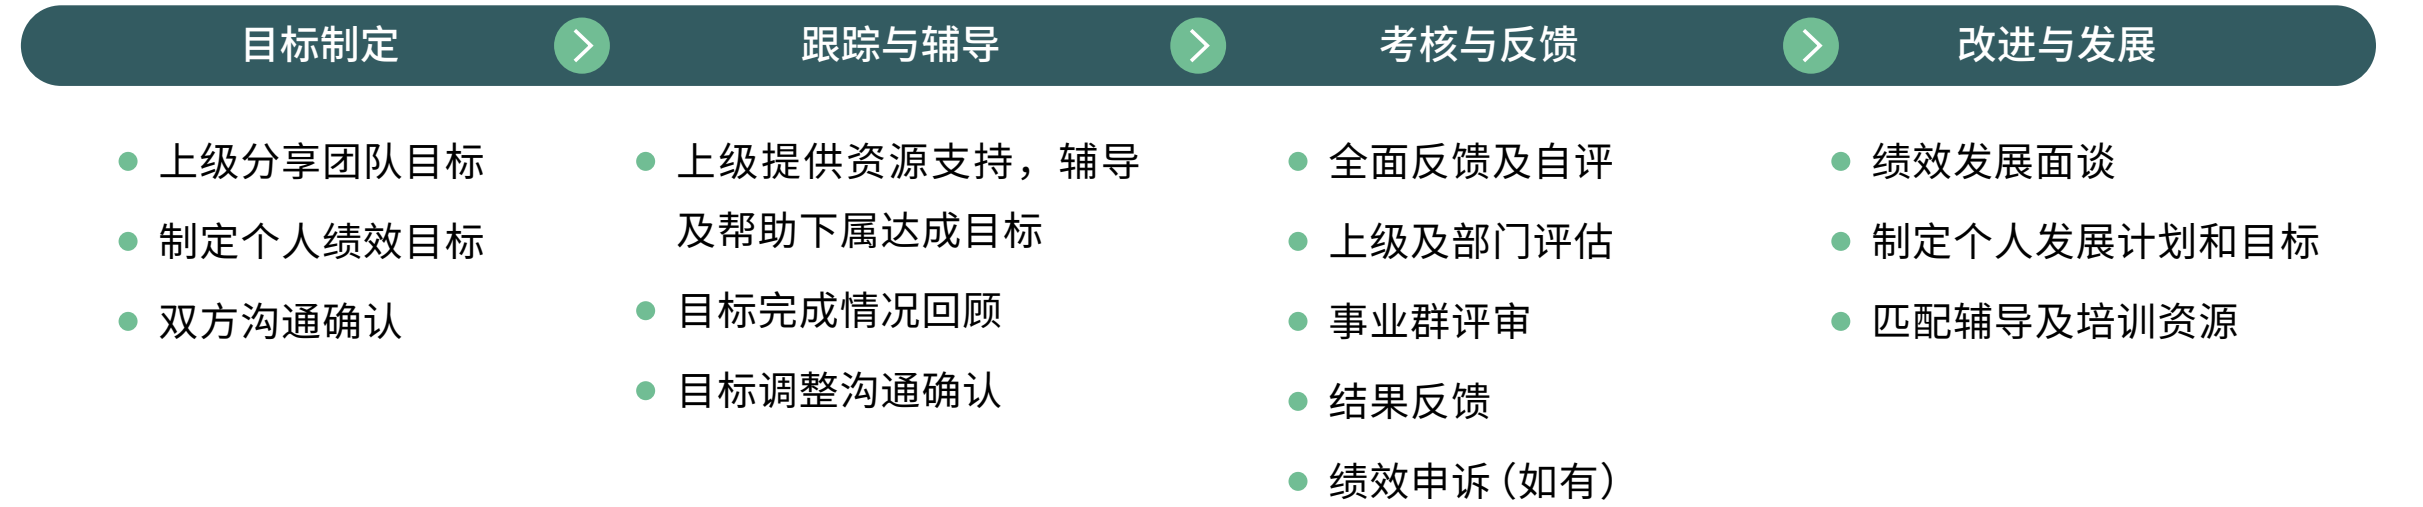 目标制定
跟踪与辅导
考核与反馈
改进与发展
上级分享团队目标
制定个人绩效目标
双方沟通确认
上级提供资源支持，辅导
及帮助下属达成目标
目标完成情况回顾
目标调整沟通确认
全面反馈及自评
上级及部门评估
事业群评审
结果反馈
绩效申诉（如有）
绩效发展面谈
制定个人发展计划和目标
匹配辅导及培训资源